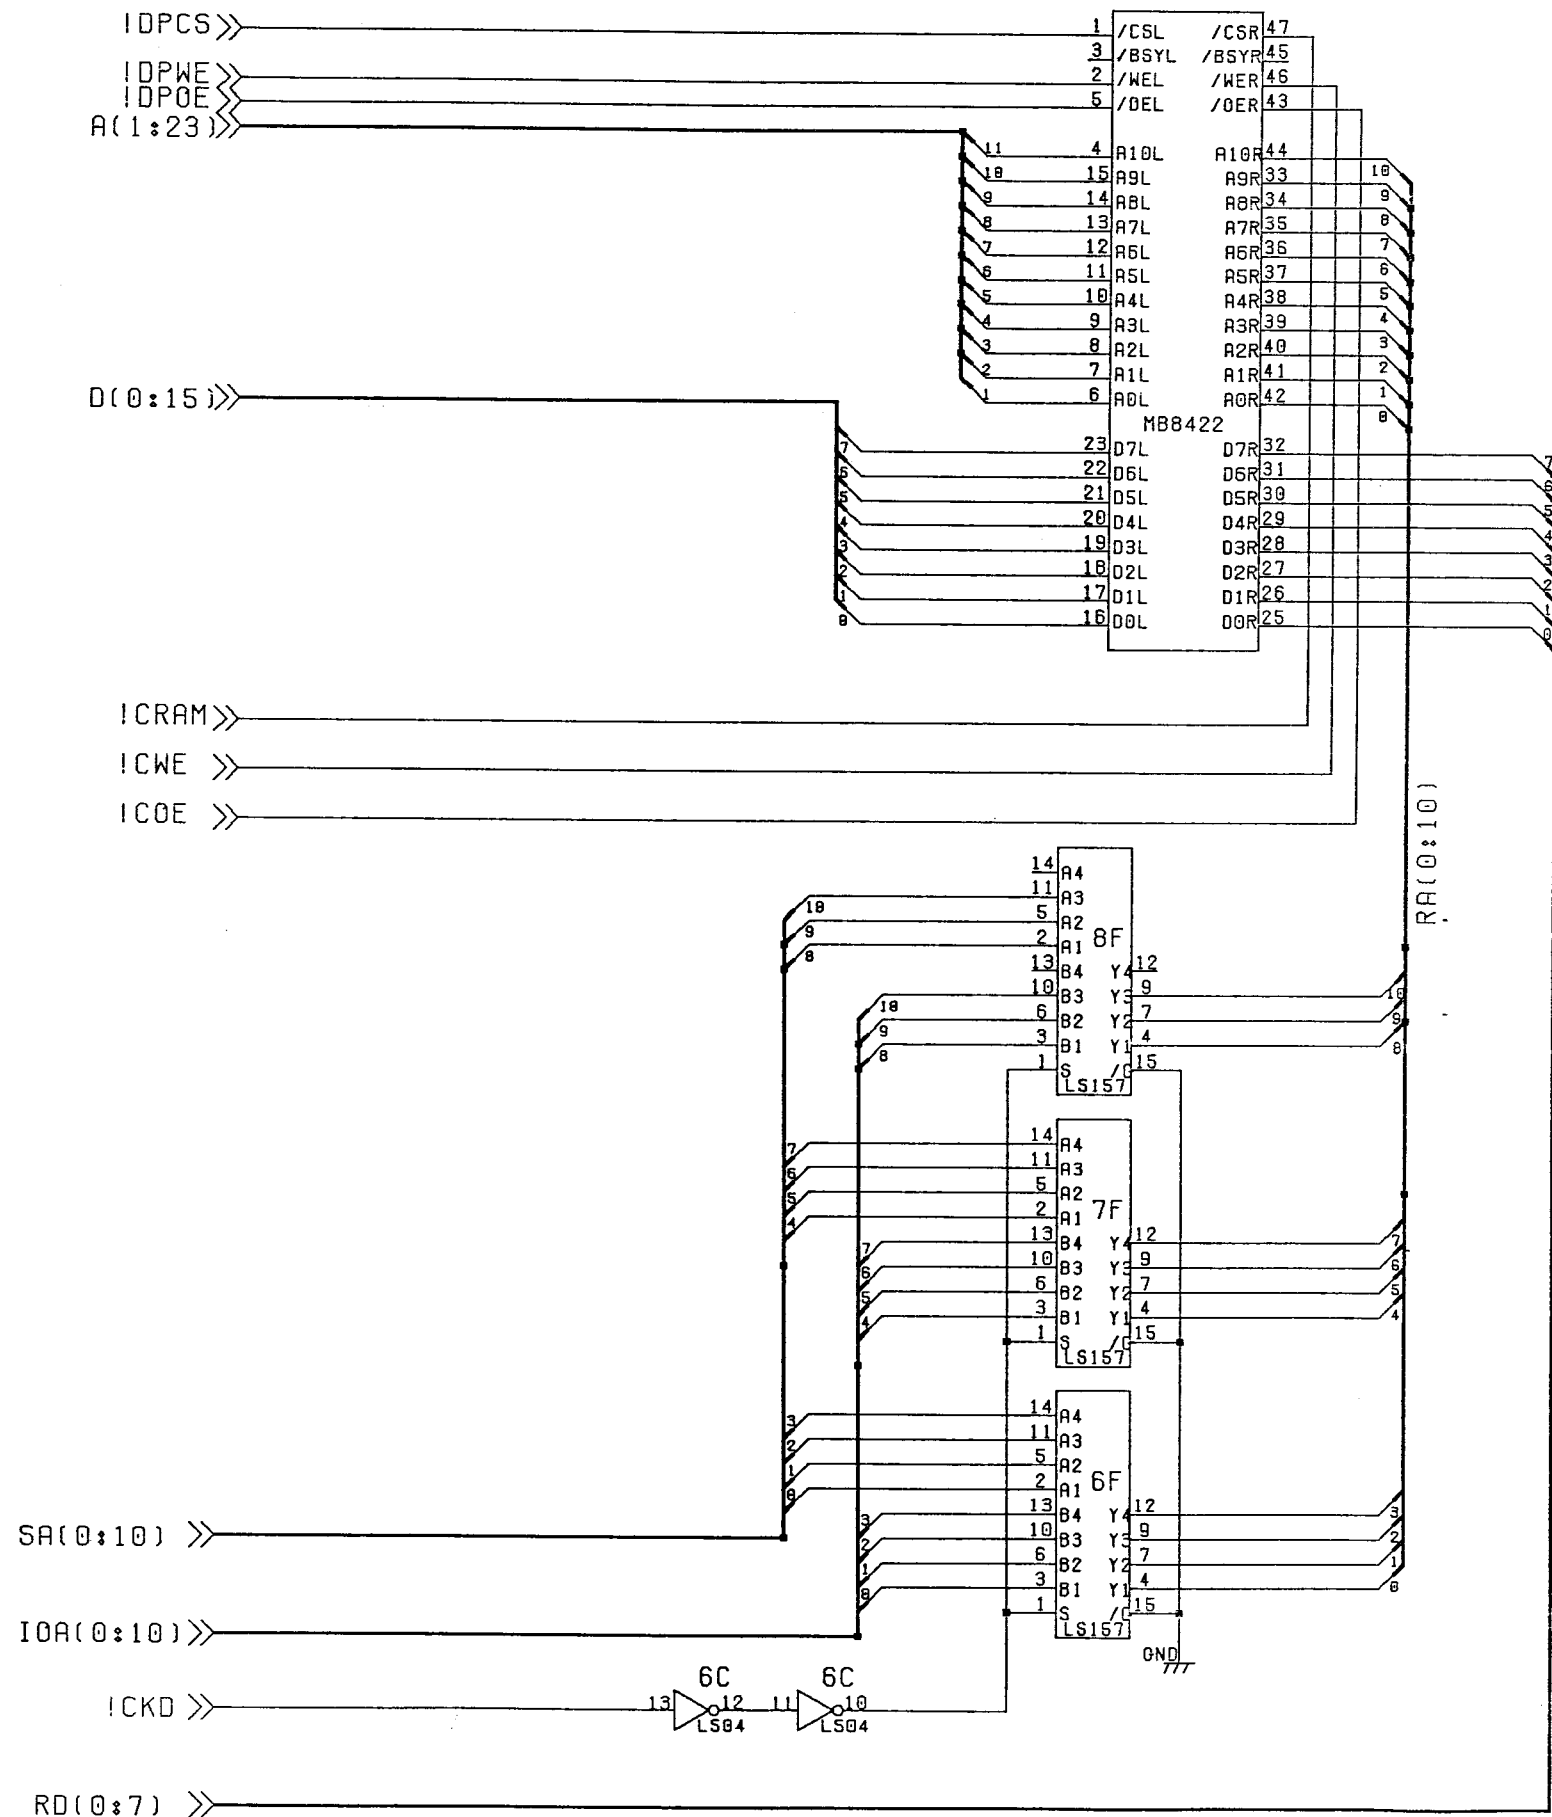 !DPCS
!DPWE
!DPOE
A(1:23)
1 /CSL /CSR 47
3 /BSYL /BSYR 45
2 /WEL /WER 46
5 /OEL /OER 43
11 4 A10L A10R 44 10
10 15 A9L A9R 33 9
9 14 A8L A8R 34 8
8 13 A7L A7R 35 7
7 12 A6L A6R 36 6
6 11 A5L A5R 37 5
5 10 A4L A4R 38 4
4 9 A3L A3R 39 3
3 8 A2L A2R 40 2
2 7 A1L A1R 41 1
1 6 A0L A0R 42 0
D(0:15)
MB8422
7 23 D7L D7R 32 7
6 22 D6L D6R 31 6
5 21 D5L D5R 30 5
4 20 D4L D4R 29 4
3 19 D3L D3R 28 3
2 18 D2L D2R 27 2
1 17 D1L D1R 26 1
0 16 D0L D0R 25 0
!CRAM
!CWE
!COE
RA(0:10)
14 A4
10 11 A3
9 5 A2
8 2 A1
8F
13 B4 Y4 12
10 10 B3 Y3 9 10
9 6 B2 Y2 7 9
8 3 B1 Y1 4 8
1 S /G 15
LS157
7 14 A4
6 11 A3
5 5 A2
4 2 A1
7F
7 13 B4 Y4 12 7
6 10 B3 Y3 9 6
5 6 B2 Y2 7 5
4 3 B1 Y1 4 4
1 S /G 15
LS157
3 14 A4
2 11 A3
1 5 A2
0 2 A1
6F
3 13 B4 Y4 12 3
2 10 B3 Y3 9 2
1 6 B2 Y2 7 1
0 3 B1 Y1 4 0
1 S /G 15
LS157
GND
SA(0:10)
IOA(0:10)
6C 6C
!CKD 13 12 11 10
LS04 LS04
RD(0:7)